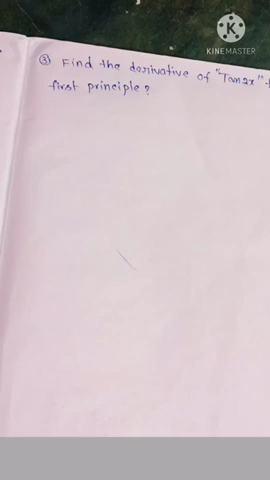 K
KINEMASTER
③ Find the derivative of "Tan2x"
first principle?